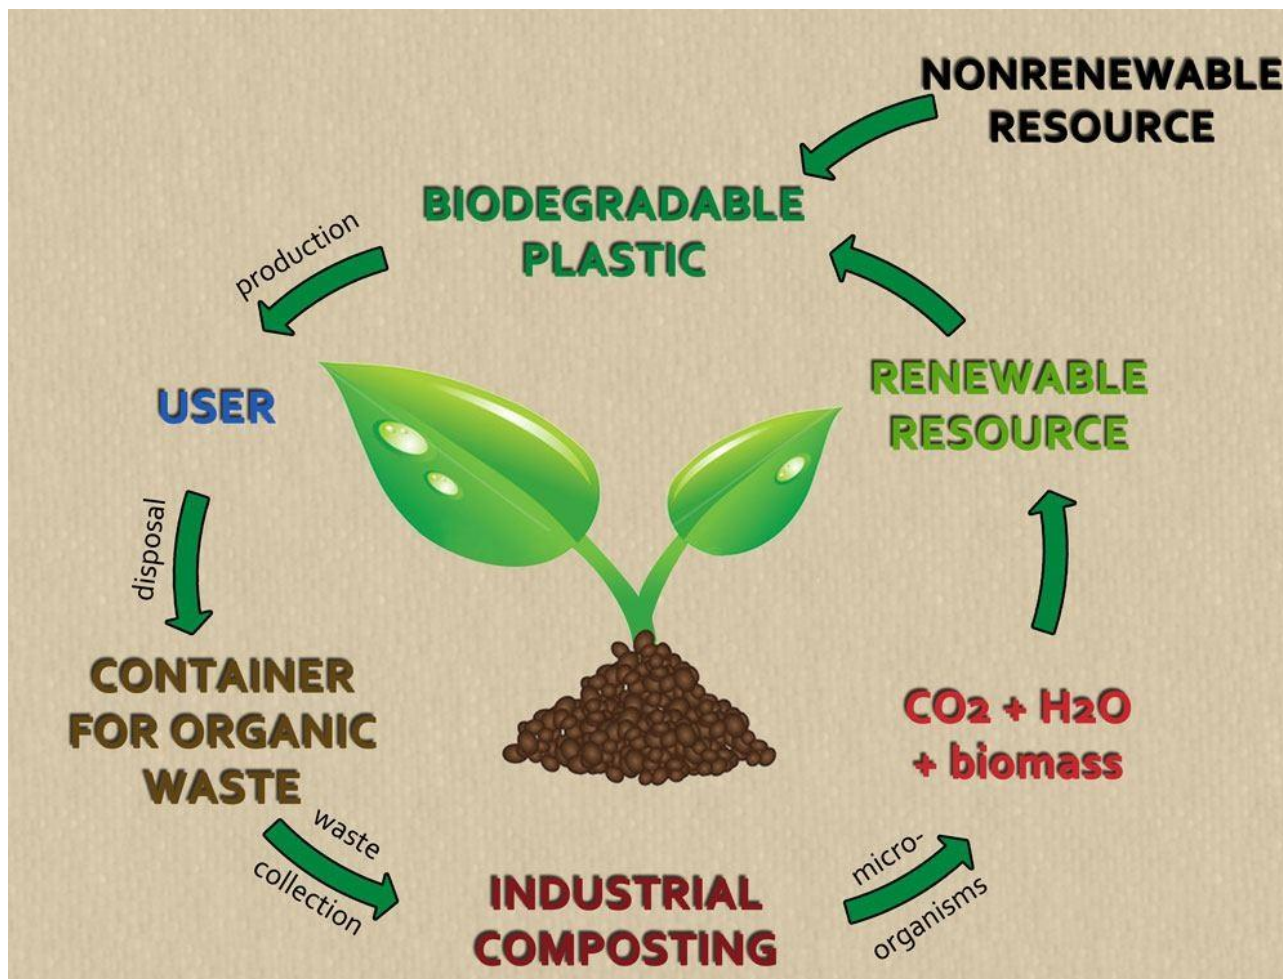 NONRENEWABLE
RESOURCE
BIODEGRADABLE
PLASTIC
production
USER
RENEWABLE
RESOURCE
disposal
CONTAINER
FOR ORGANIC
WASTE
CO2 + H2O
+ biomass
waste
collection
INDUSTRIAL
COMPOSTING
micro-
organisms